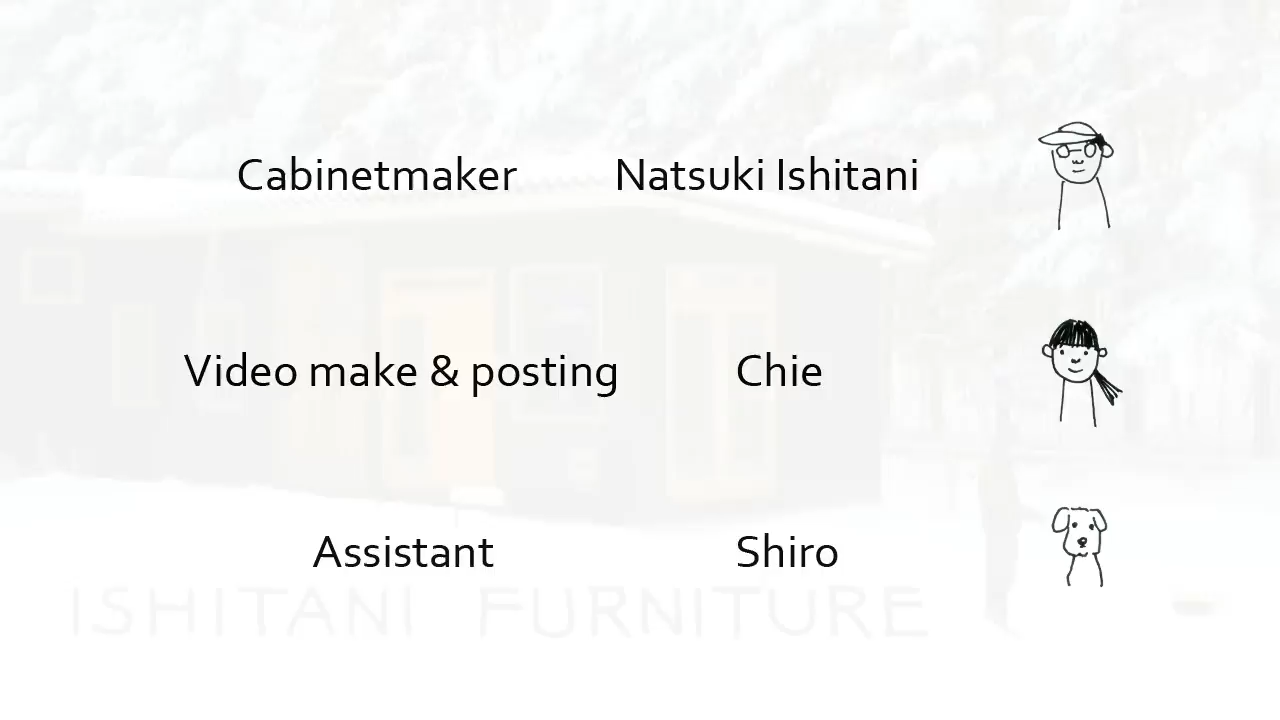 Cabinetmaker Natsuki Ishitani
Video make & posting Chie
Assistant Shiro
ISHITANI FURNITURE